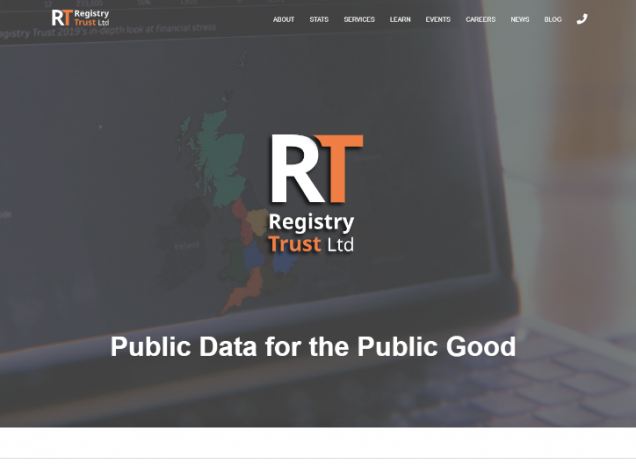 RT Registry
Trust Ltd
ABOUT STATS SERVICES LEARN EVENTS CAREERS NEWS BLOG
Registry Trust 2019's in-depth look at financial stress
RT
Registry
Trust Ltd
Public Data for the Public Good